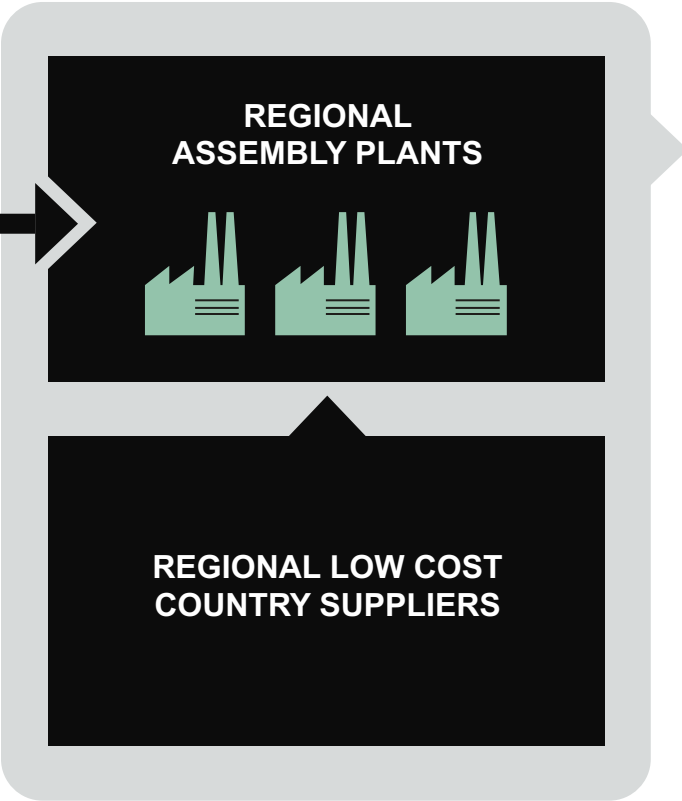 REGIONAL
ASSEMBLY PLANTS
REGIONAL LOW COST
COUNTRY SUPPLIERS